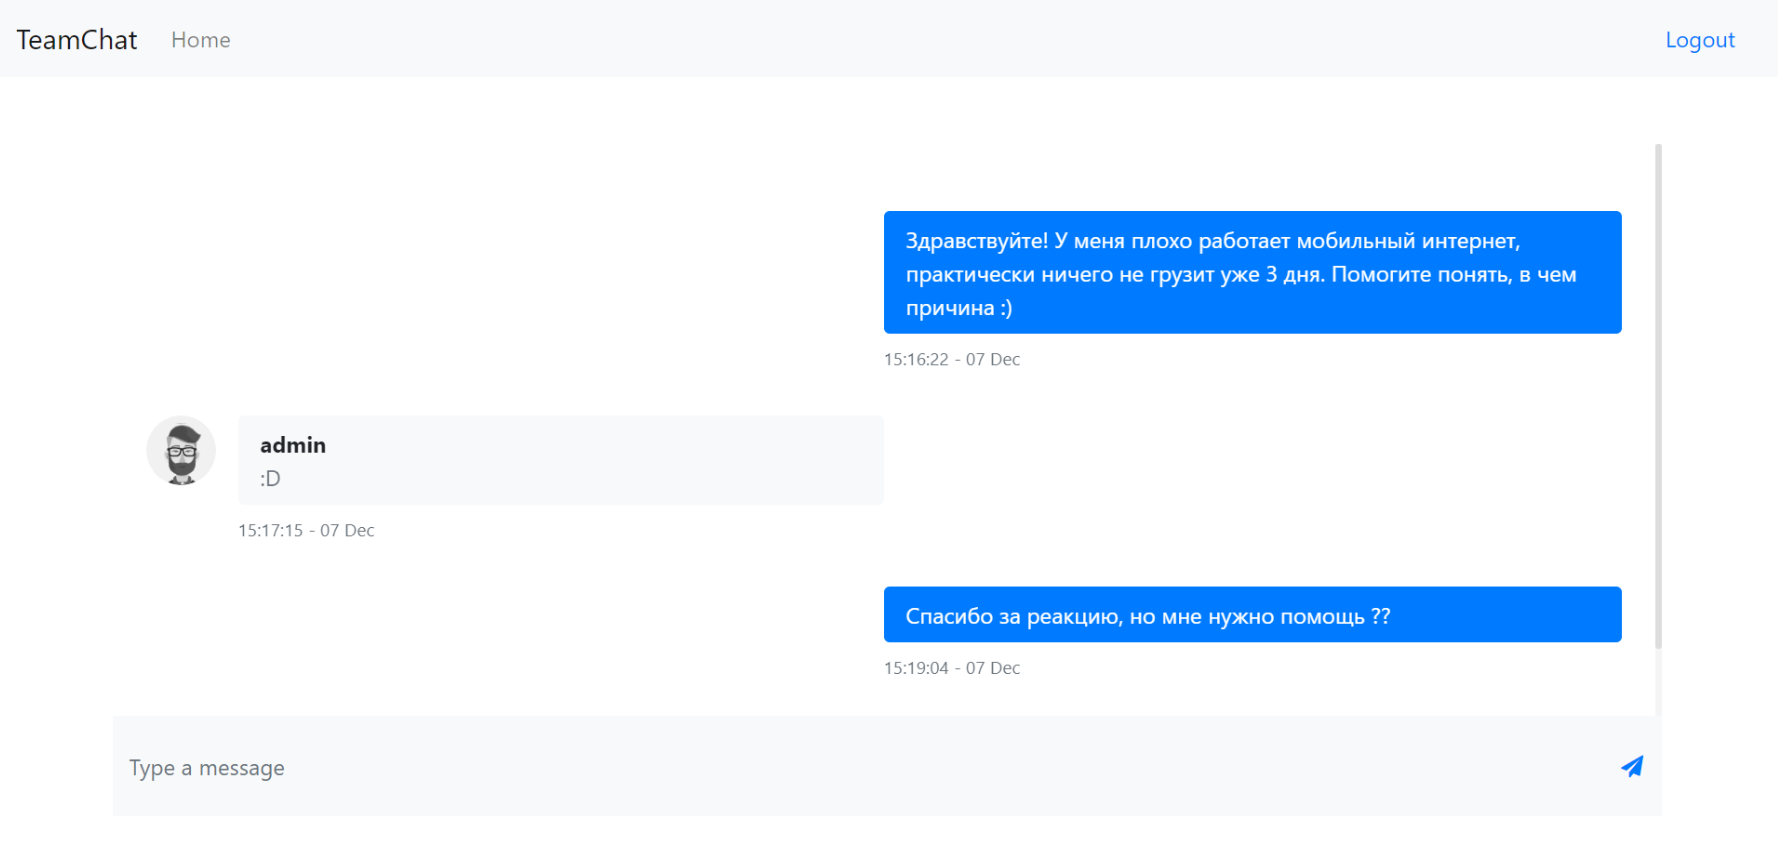 TeamChat Home Logout
Здравствуйте! У меня плохо работает мобильный интернет,
практически ничего не грузит уже 3 дня. Помогите понять, в чем
причина :)
15:16:22 - 07 Dec
admin
:D
15:17:15 - 07 Dec
Спасибо за реакцию, но мне нужно помощь ??
15:19:04 - 07 Dec
Type a message